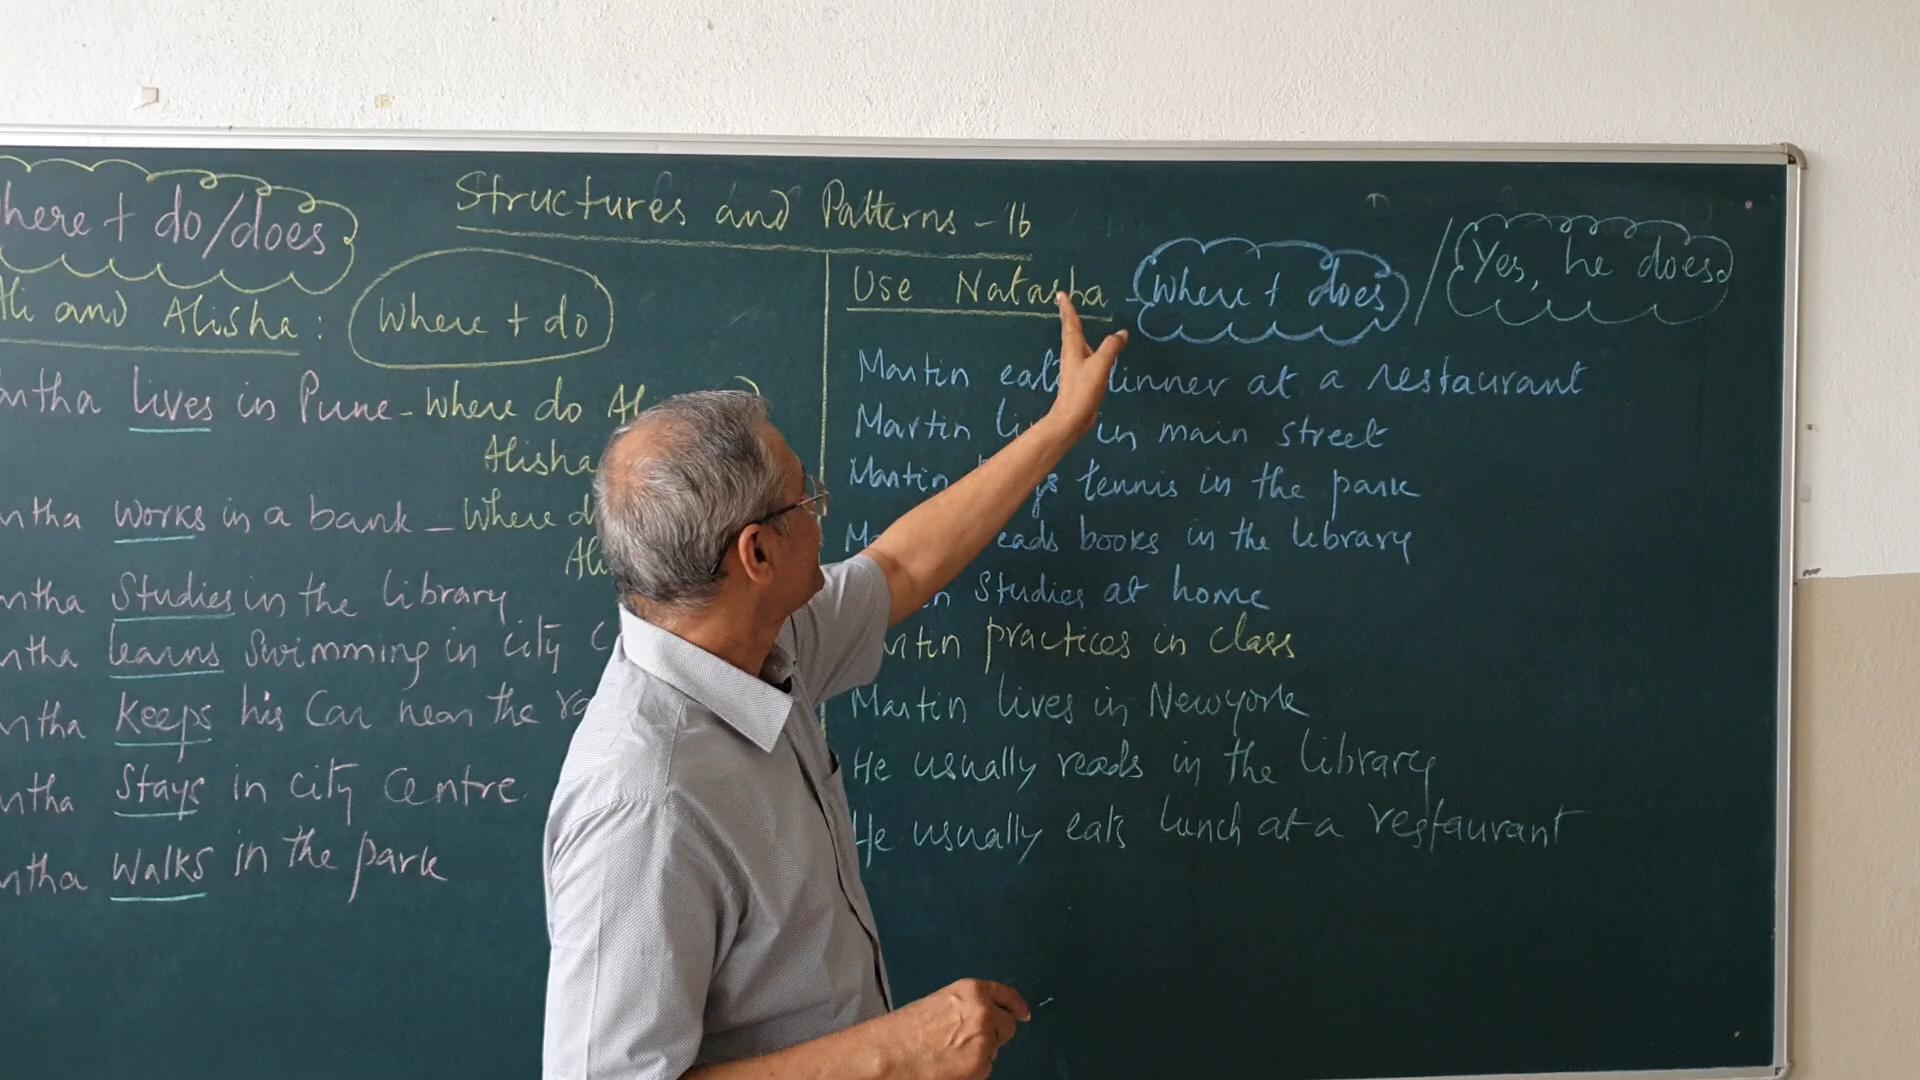 Structures and Patterns - 16
here + do/does
Ali and Alisha : Where + do
ntha lives in Pune - Where do Al
Alisha
ntha works in a bank - Where d
Ali
ntha Studies in the library
ntha learns Swimming in city C
ntha Keeps his Car near the
ntha Stays in city Centre
ntha Walks in the park
Use Natasha - Where + does / Yes, he does.
Martin eats dinner at a restaurant
Martin in main street
Martin tennis in the park
eads books in the library
Studies at home
practices in class
Martin lives in Newyork
He usually reads in the library
He usually eats lunch at a restaurant